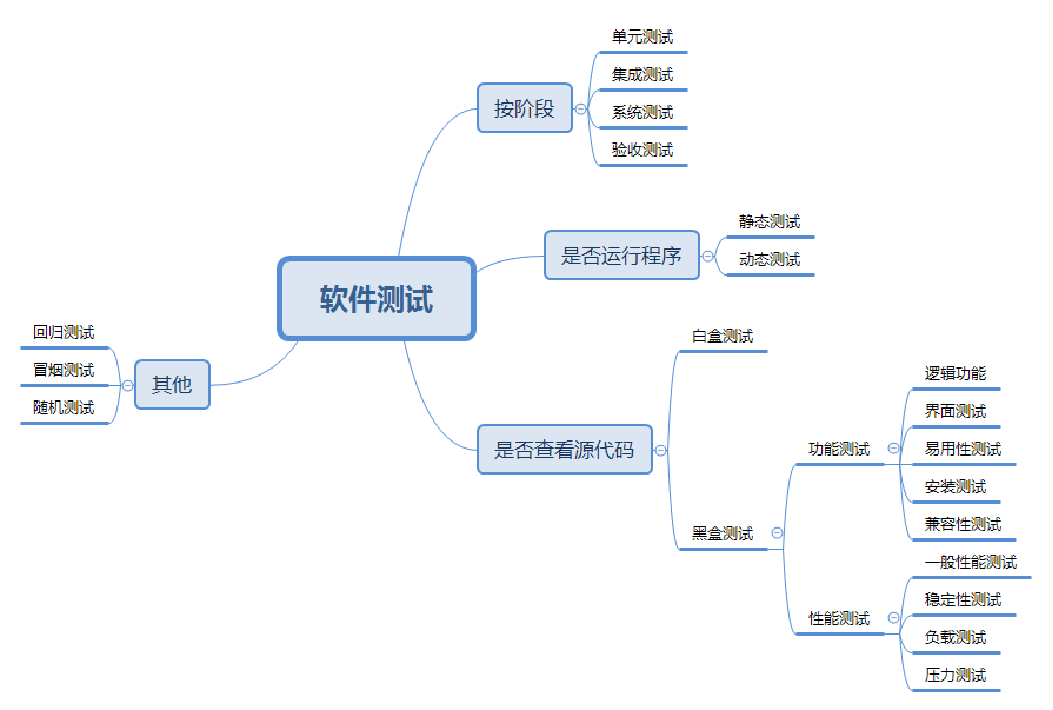 软件测试
按阶段
单元测试
集成测试
系统测试
验收测试
是否运行程序
静态测试
动态测试
是否查看源代码
白盒测试
黑盒测试
功能测试
逻辑功能
界面测试
易用性测试
安装测试
兼容性测试
性能测试
一般性能测试
稳定性测试
负载测试
压力测试
其他
回归测试
冒烟测试
随机测试